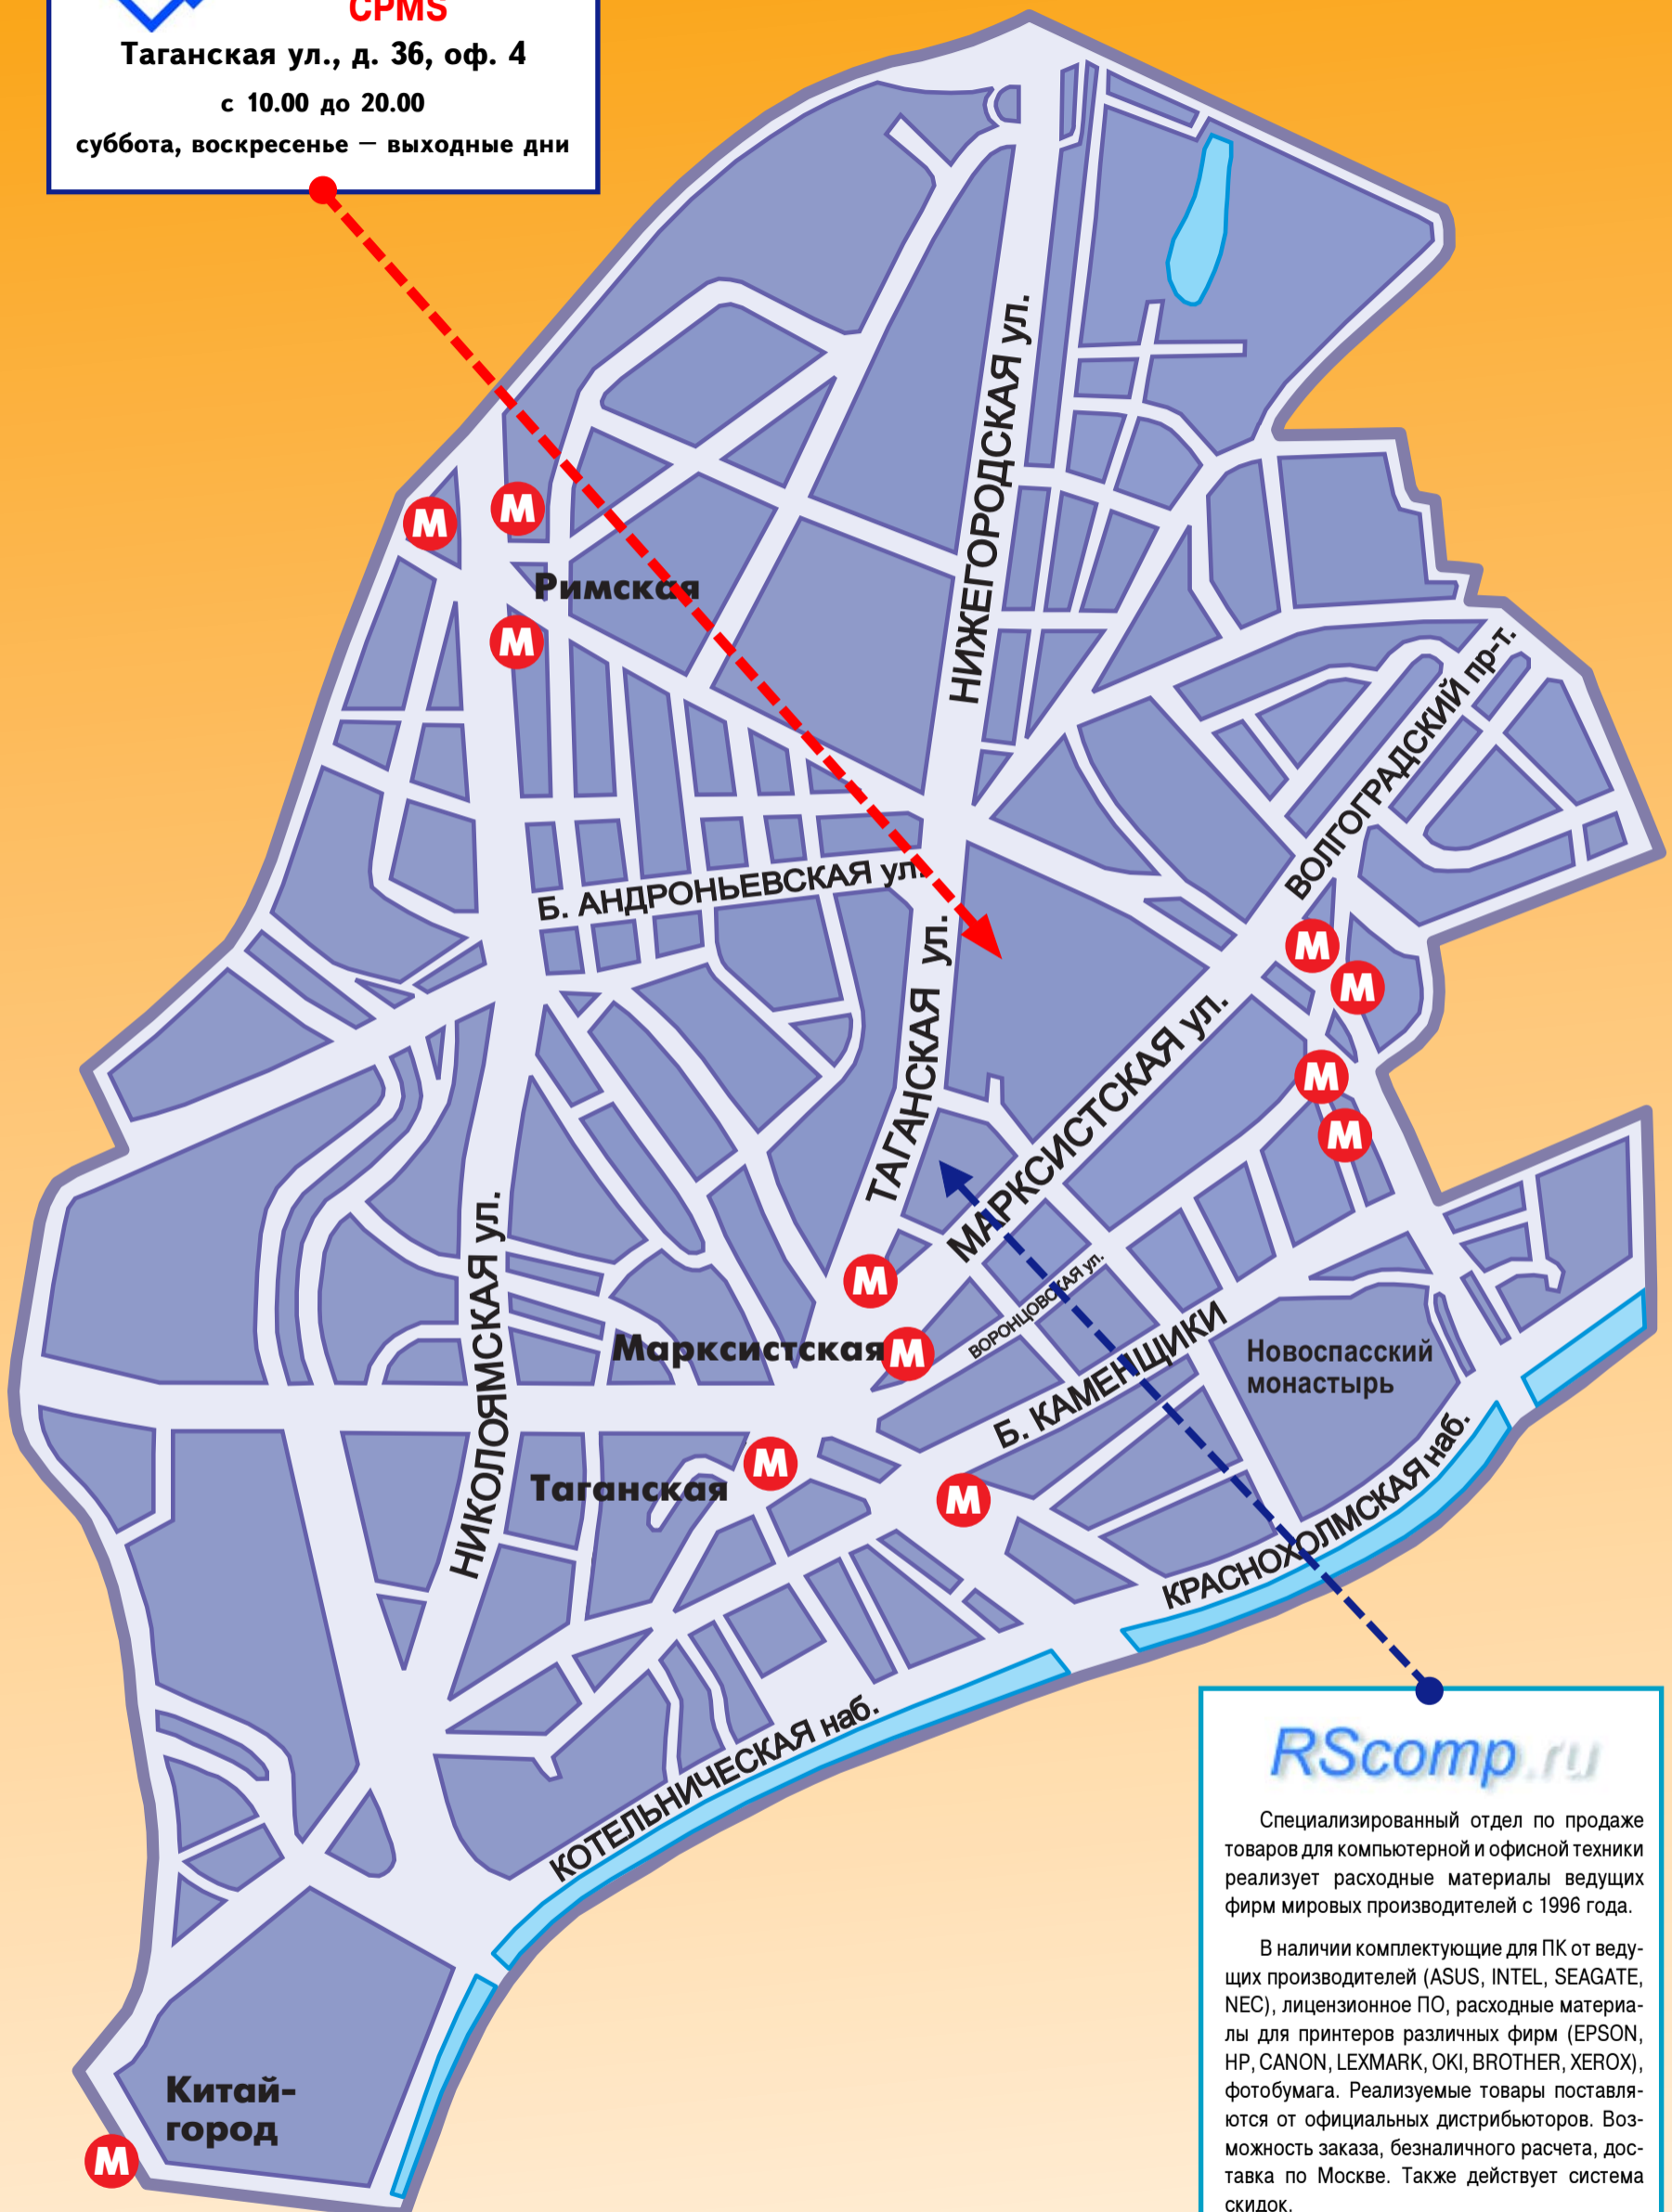 CPMS
Таганская ул., д. 36, оф. 4
с 10.00 до 20.00
суббота, воскресенье – выходные дни
НИЖЕГОРОДСКАЯ ул.
М
М
Римская
М
ВОЛГОГРАДСКИЙ пр-т.
Б. АНДРОНЬЕВСКАЯ ул.
М
М
ТАГАНСКАЯ ул.
МАРКСИСТСКАЯ ул.
М
М
НИКОЛОЯМСКАЯ ул.
М
ВОРОНЦОВСКАЯ ул.
Марксистская
М
Б. КАМЕНЩИКИ
Новоспасский
монастырь
Таганская
М
М
КРАСНОХОЛМСКАЯ наб.
КОТЕЛЬНИЧЕСКАЯ наб.
Китай-
город
М
RScomp.ru
Специализированный отдел по продаже
товаров для компьютерной и офисной техники
реализует расходные материалы ведущих
фирм мировых производителей с 1996 года.
В наличии комплектующие для ПК от веду-
щих производителей (ASUS, INTEL, SEAGATE,
NEC), лицензионное ПО, расходные материа-
лы для принтеров различных фирм (EPSON,
HP, CANON, LEXMARK, OKI, BROTHER, XEROX),
фотобумага. Реализуемые товары поставля-
ются от официальных дистрибьюторов. Воз-
можность заказа, безналичного расчета, дос-
тавка по Москве. Также действует система
скидок.